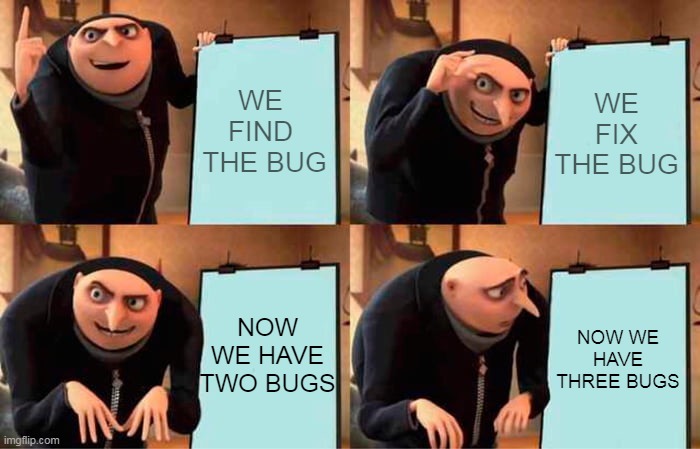 WE
FIND
THE BUG
WE
FIX
THE BUG
NOW
WE HAVE
TWO BUGS
NOW WE
HAVE
THREE BUGS
imgflip.com